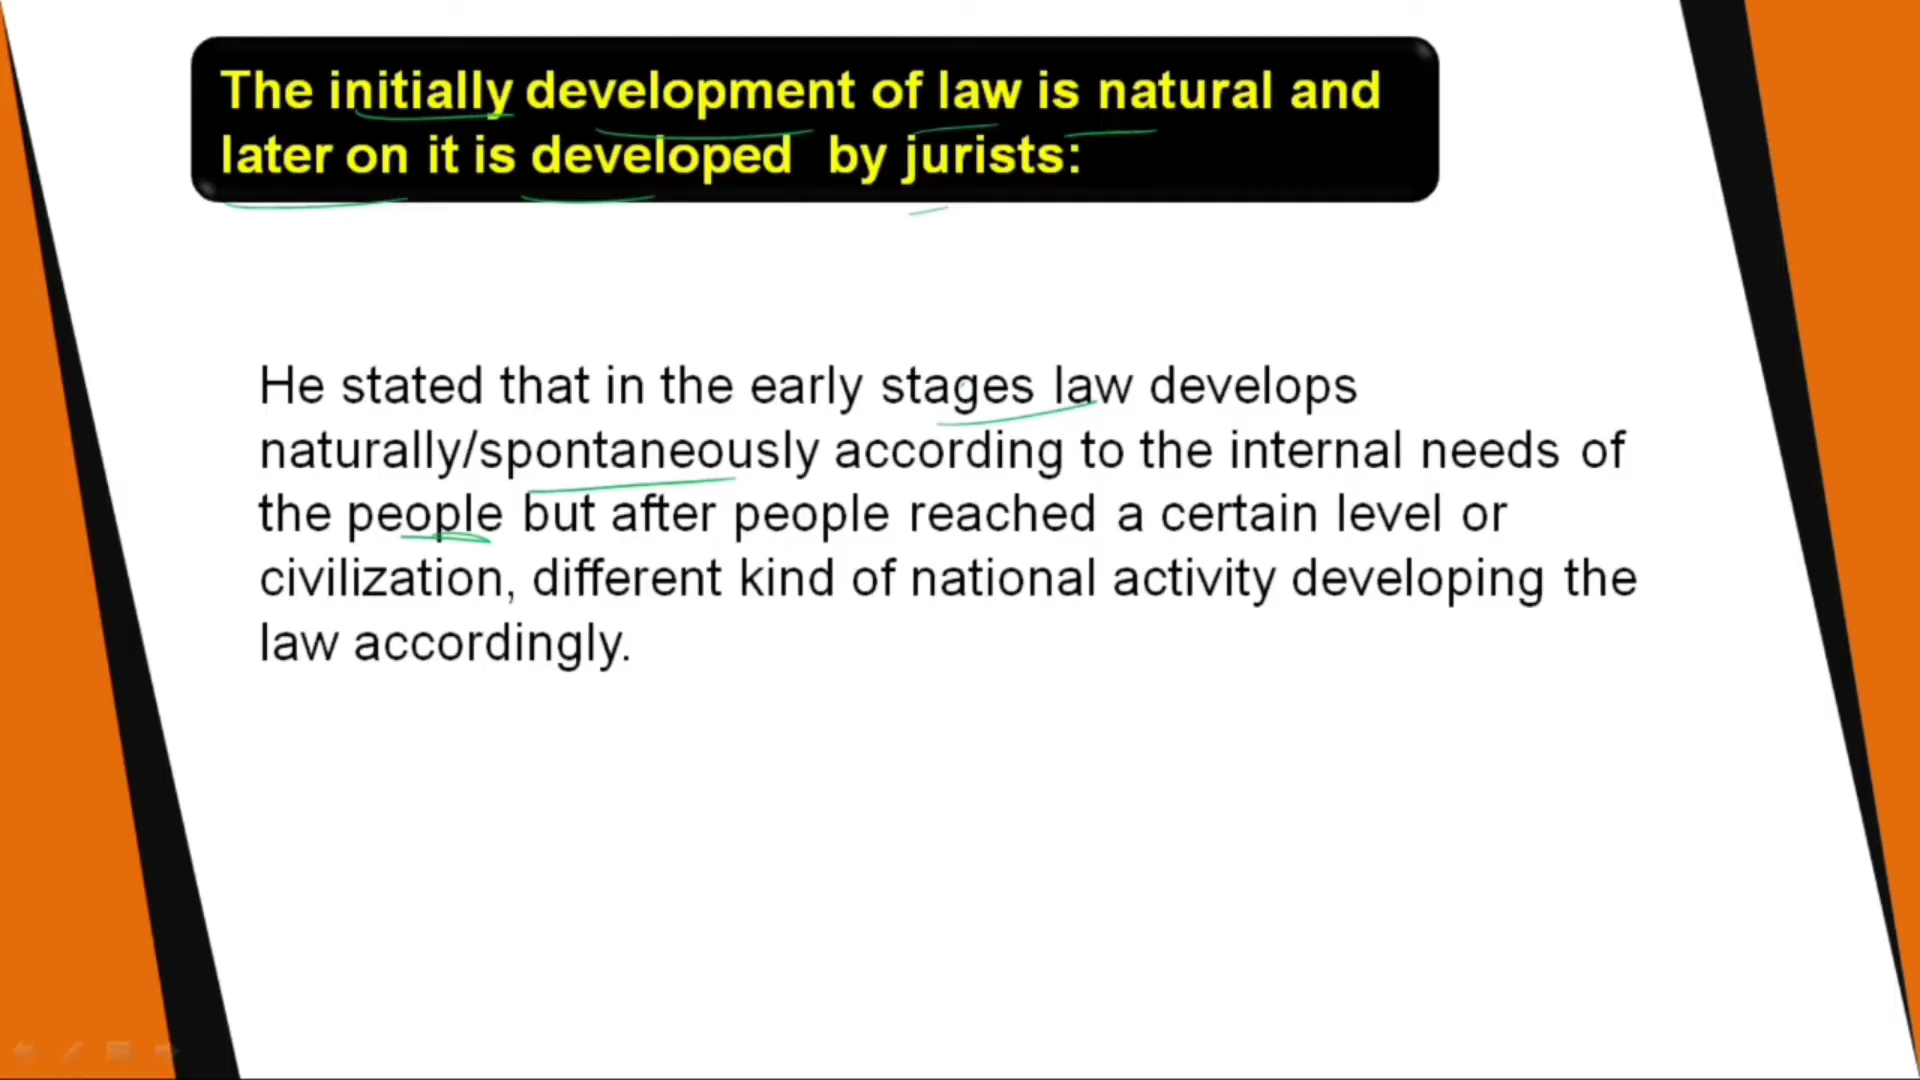 The initially development of law is natural and
later on it is developed by jurists:
He stated that in the early stages law develops
naturally/spontaneously according to the internal needs of
the people but after people reached a certain level or
civilization, different kind of national activity developing the
law accordingly.